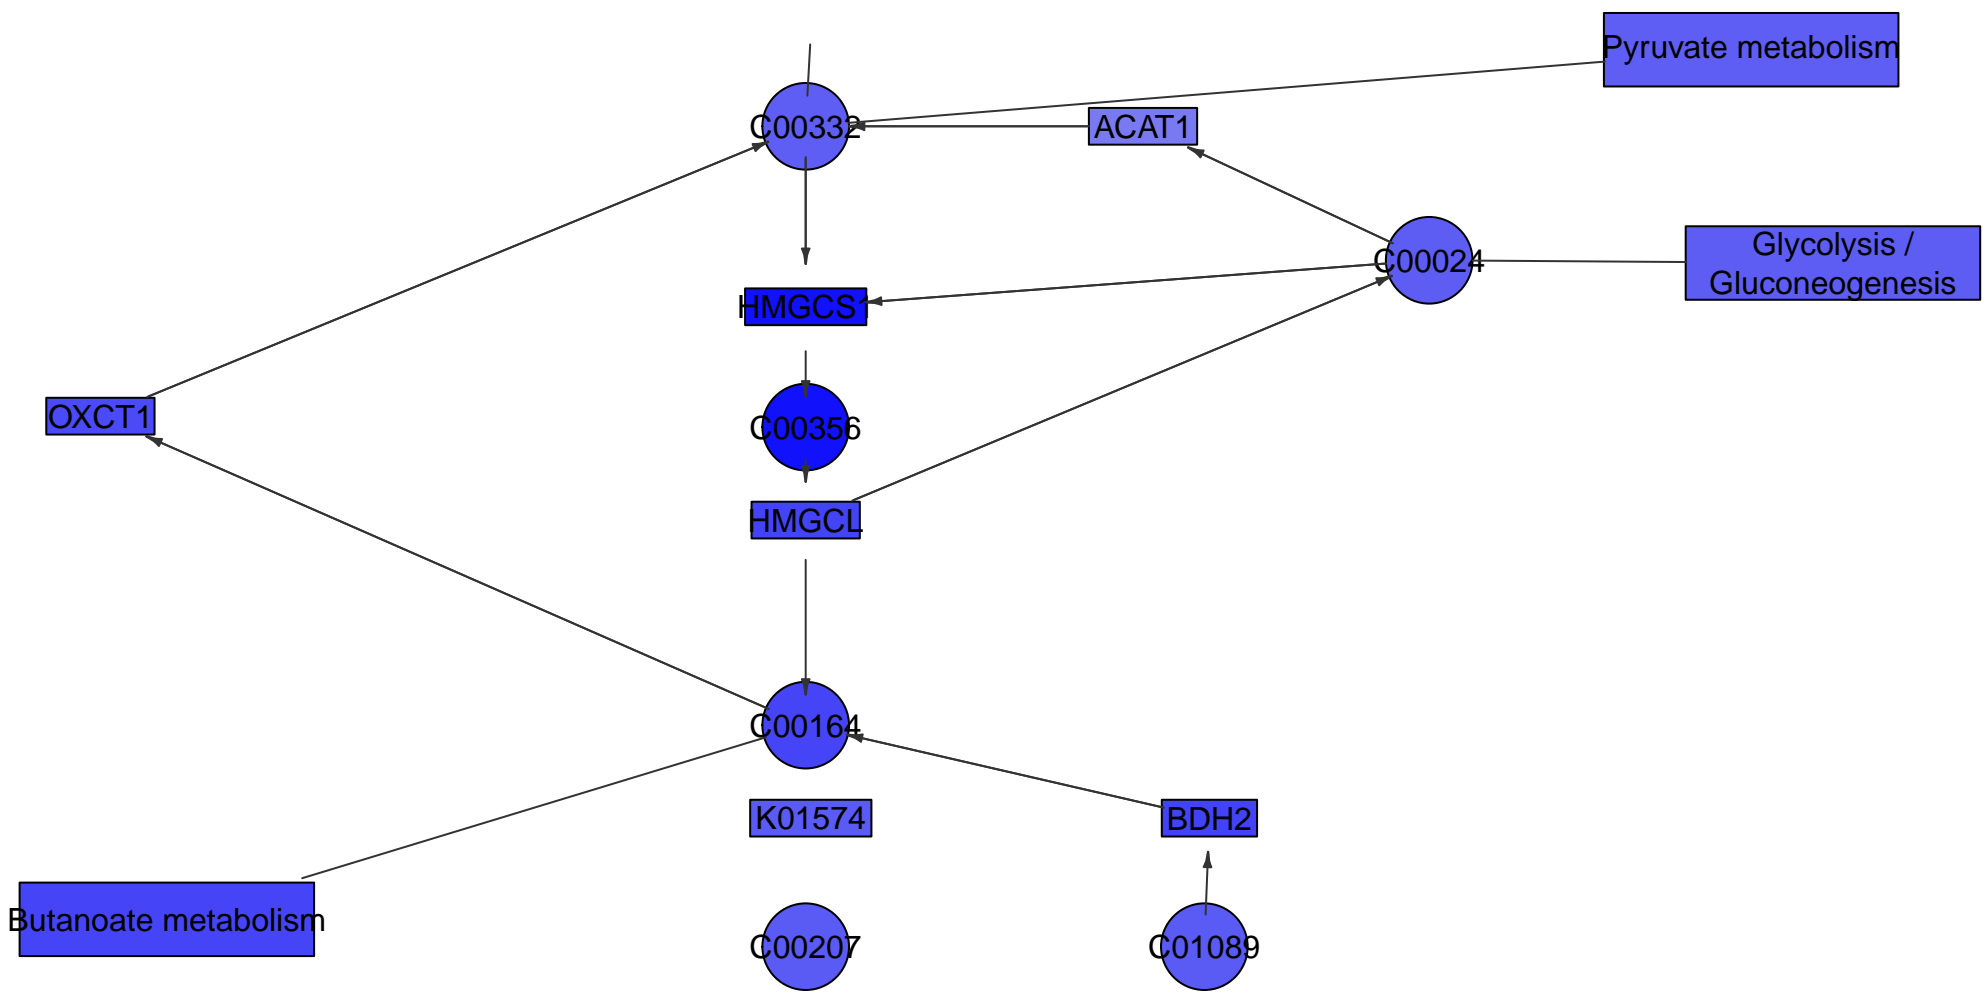 Pyruvate metabolism
C00332
ACAT1
Glycolysis /
Gluconeogenesis
C00024
HMGCS1
OXCT1
C00356
HMGCL
C00164
K01574
BDH2
Butanoate metabolism
C00207
C01089